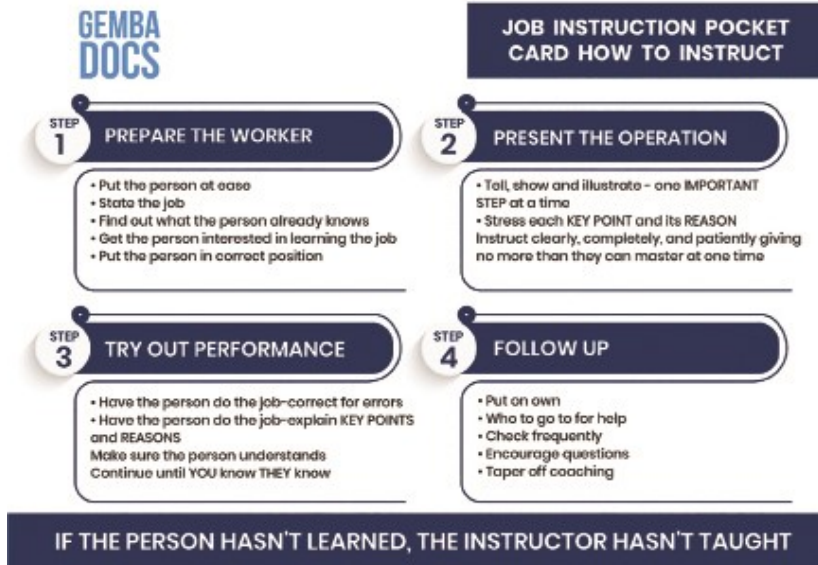 GEMBA
DOCS
JOB INSTRUCTION POCKET
CARD HOW TO INSTRUCT
STEP
1
PREPARE THE WORKER
• Put the person at ease
• State the job
• Find out what the person already knows
• Get the person interested in learning the job
• Put the person in correct position
STEP
2
PRESENT THE OPERATION
• Tell, show and illustrate - one IMPORTANT
STEP at a time
• Stress each KEY POINT and its REASON
Instruct clearly, completely, and patiently giving
no more than they can master at one time
STEP
3
TRY OUT PERFORMANCE
• Have the person do the job-correct for errors
• Have the person do the job-explain KEY POINTS
and REASONS
Make sure the person understands
Continue until YOU know THEY know
STEP
4
FOLLOW UP
• Put on own
• Who to go to for help
• Check frequently
• Encourage questions
• Taper off coaching
IF THE PERSON HASN'T LEARNED, THE INSTRUCTOR HASN'T TAUGHT